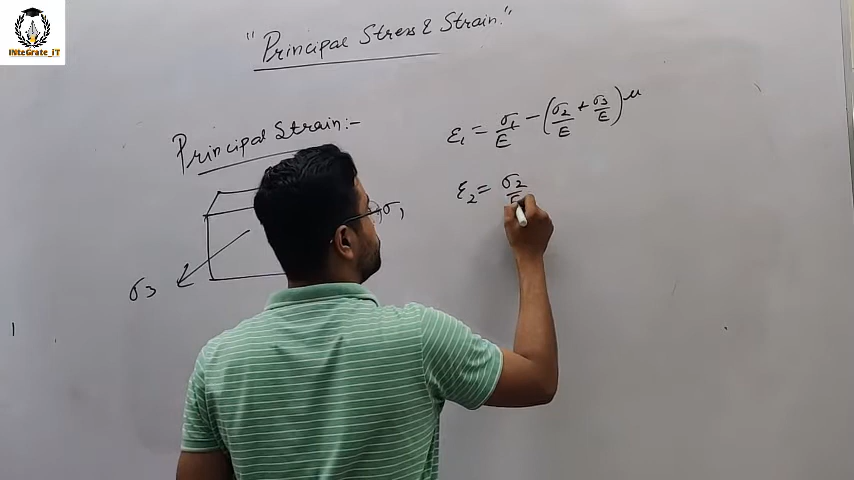 INteGrate_iT
"Principal Stress & Strain."
Principal Strain:-
ε₁ = σ₁/E - (σ₂/E + σ₃/E)μ
ε₂ = σ₂/E
σ₁
σ₃